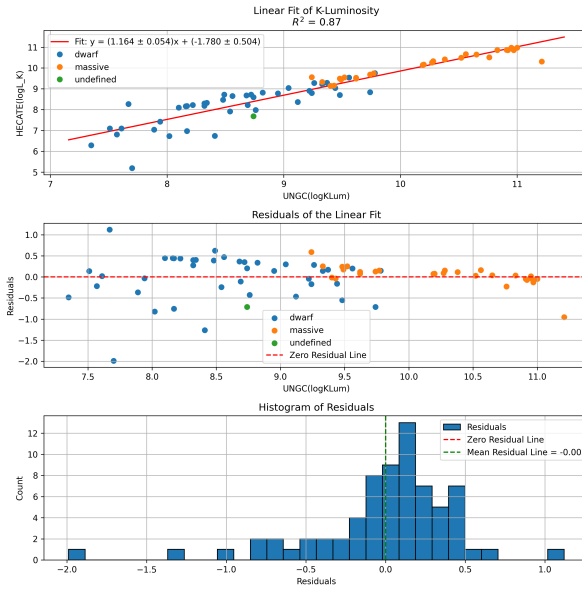 Linear Fit of K-Luminosity
R² = 0.87
Fit: y = (1.164 ± 0.054)x + (-1.780 ± 0.504)
dwarf
massive
undefined
HECATE(logL_K)
11
10
9
8
7
6
5
7
8
9
10
11
UNGC(logKLum)
Residuals of the Linear Fit
Residuals
1.0
0.5
0.0
−0.5
−1.0
−1.5
−2.0
dwarf
massive
undefined
Zero Residual Line
7.5
8.0
8.5
9.0
9.5
10.0
10.5
11.0
UNGC(logKLum)
Histogram of Residuals
Residuals
Zero Residual Line
Mean Residual Line = -0.00
Count
12
10
8
6
4
2
0
−2.0
−1.5
−1.0
−0.5
0.0
0.5
1.0
Residuals